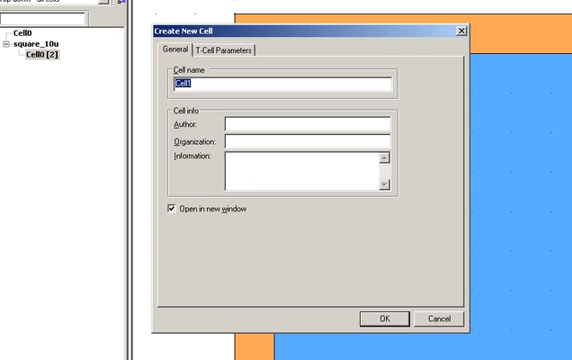 Cell0
square_10u
Cell0 [2]
Create New Cell
General
T-Cell Parameters
Cell name
Cell1
Cell info
Author:
Organization:
Information:
Open in new window
OK
Cancel